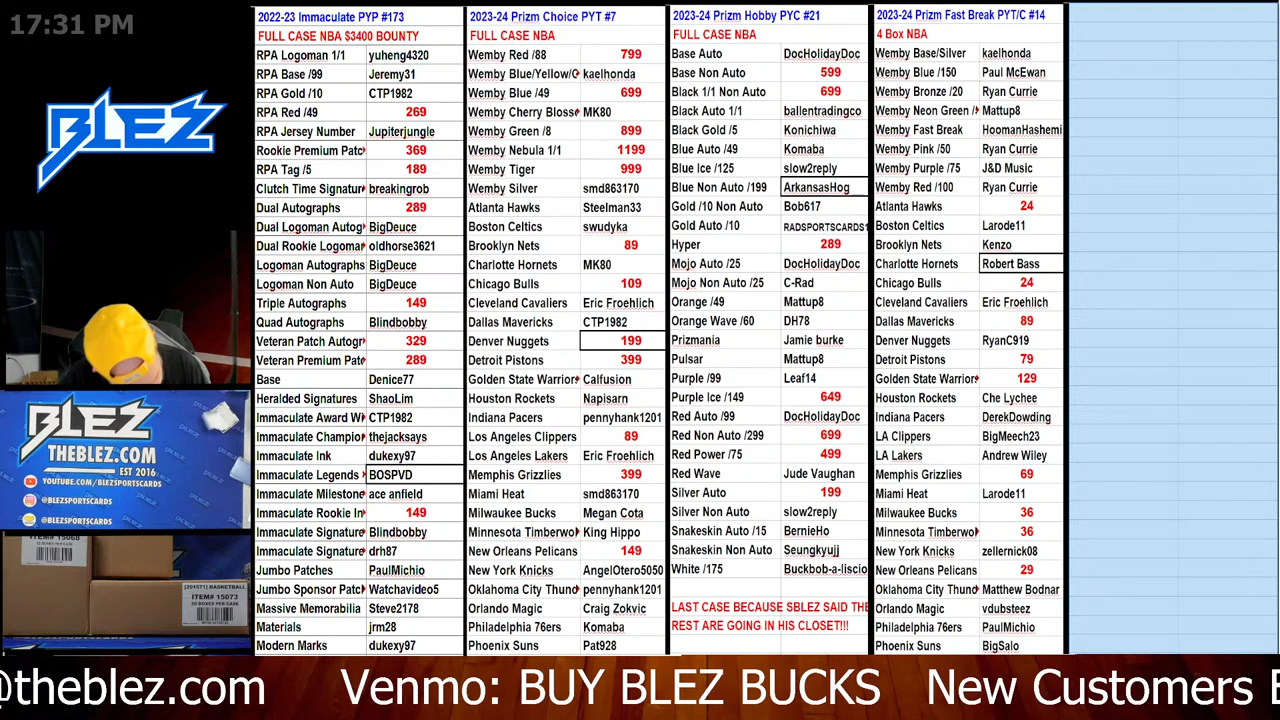 17:31 PM
BLEZ
BLEZ
THEBLEZ.COM
EST 2016
YOUTUBE.COM/BLEZSPORTSCARDS
@BLEZSPORTSCARDS
@BLEZSPORTSCARDS
ITEM# 15068
[201571] BASKETBALL
ITEM# 15073
20 BOXES PER CASE
2022-23 Immaculate PYP #173
FULL CASE NBA $3400 BOUNTY
RPA Logoman 1/1 yuheng4320
RPA Base /99 Jeremy31
RPA Gold /10 CTP1982
RPA Red /49 269
RPA Jersey Number Jupiterjungle
Rookie Premium Patc 369
RPA Tag /5 189
Clutch Time Signatur breakingrob
Dual Autographs 289
Dual Logoman Autog BigDeuce
Dual Rookie Logoma oldhorse3621
Logoman Autographs BigDeuce
Logoman Non Auto BigDeuce
Triple Autographs 149
Quad Autographs Blindbobby
Veteran Patch Autogr 329
Veteran Premium Pat 289
Base Denice77
Heralded Signatures ShaoLim
Immaculate Award W CTP1982
Immaculate Champio thejacksays
Immaculate Ink dukexy97
Immaculate Legends BOSPVD
Immaculate Milestone ace anfield
Immaculate Rookie In 149
Immaculate Signature Blindbobby
Immaculate Signature drh87
Jumbo Patches PaulMichio
Jumbo Sponsor Patc Watchavideo5
Massive Memorabilia Steve2178
Materials jrm28
Modern Marks dukexy97
2023-24 Prizm Choice PYT #7
FULL CASE NBA
Wemby Red /88 799
Wemby Blue/Yellow/G kaelhonda
Wemby Blue /49 699
Wemby Cherry Bloss MK80
Wemby Green /8 899
Wemby Nebula 1/1 1199
Wemby Tiger 999
Wemby Silver smd863170
Atlanta Hawks Steelman33
Boston Celtics swudyka
Brooklyn Nets 89
Charlotte Hornets MK80
Chicago Bulls 109
Cleveland Cavaliers Eric Froehlich
Dallas Mavericks CTP1982
Denver Nuggets 199
Detroit Pistons 399
Golden State Warrior Calfusion
Houston Rockets Napisarn
Indiana Pacers pennyhank1201
Los Angeles Clippers 89
Los Angeles Lakers Eric Froehlich
Memphis Grizzlies 399
Miami Heat smd863170
Milwaukee Bucks Megan Cota
Minnesota Timberwo King Hippo
New Orleans Pelicans 149
New York Knicks AngelOtero5050
Oklahoma City Thund pennyhank1201
Orlando Magic Craig Zokvic
Philadelphia 76ers Komaba
Phoenix Suns Pat928
2023-24 Prizm Hobby PYC #21
FULL CASE NBA
Base Auto DocHolidayDoc
Base Non Auto 599
Black 1/1 Non Auto 699
Black Auto 1/1 ballentradingco
Black Gold /5 Konichiwa
Blue Auto /49 Komaba
Blue Ice /125 slow2reply
Blue Non Auto /199 ArkansasHog
Gold /10 Non Auto Bob617
Gold Auto /10 RADSPORTSCARDS1
Hyper 289
Mojo Auto /25 DocHolidayDoc
Mojo Non Auto /25 C-Rad
Orange /49 Mattup8
Orange Wave /60 DH78
Prizmania Jamie burke
Pulsar Mattup8
Purple /99 Leaf14
Purple Ice /149 649
Red Auto /99 DocHolidayDoc
Red Non Auto /299 699
Red Power /75 499
Red Wave Jude Vaughan
Silver Auto 199
Silver Non Auto slow2reply
Snakeskin Auto /15 BernieHo
Snakeskin Non Auto Seungkyujj
White /175 Buckbob-a-liscio
LAST CASE BECAUSE SBLEZ SAID THE
REST ARE GOING IN HIS CLOSET!!!
2023-24 Prizm Fast Break PYT/C #14
4 Box NBA
Wemby Base/Silver kaelhonda
Wemby Blue /150 Paul McEwan
Wemby Bronze /20 Ryan Currie
Wemby Neon Green / Mattup8
Wemby Fast Break HoomanHashemi
Wemby Pink /50 Ryan Currie
Wemby Purple /75 J&D Music
Wemby Red /100 Ryan Currie
Atlanta Hawks 24
Boston Celtics Larode11
Brooklyn Nets Kenzo
Charlotte Hornets Robert Bass
Chicago Bulls 24
Cleveland Cavaliers Eric Froehlich
Dallas Mavericks 89
Denver Nuggets RyanC919
Detroit Pistons 79
Golden State Warrior 129
Houston Rockets Che Lychee
Indiana Pacers DerekDowding
LA Clippers BigMeech23
LA Lakers Andrew Wiley
Memphis Grizzlies 69
Miami Heat Larode11
Milwaukee Bucks 36
Minnesota Timberwo 36
New York Knicks zellernick08
New Orleans Pelicans 29
Oklahoma City Thun Matthew Bodnar
Orlando Magic vdubsteez
Philadelphia 76ers PaulMichio
Phoenix Suns BigSalo
@theblez.com Venmo: BUY BLEZ BUCKS New Customers